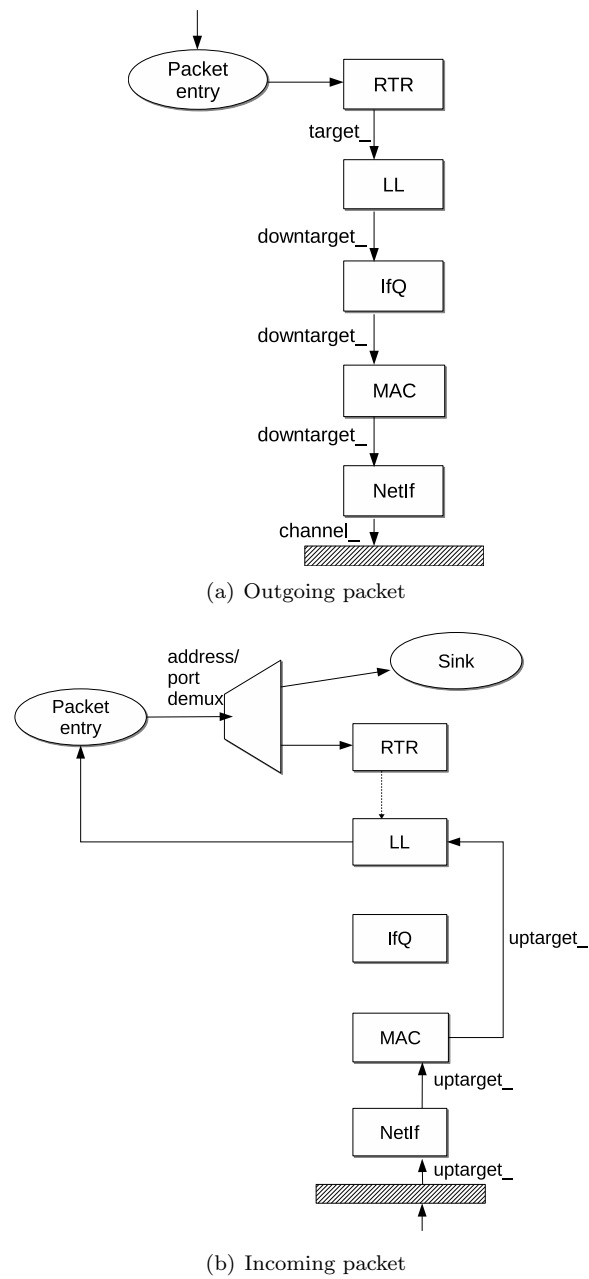 Packet
entry
RTR
target_
LL
downtarget_
IfQ
downtarget_
MAC
downtarget_
NetIf
channel_
(a) Outgoing packet
address/
port
demux
Sink
Packet
entry
RTR
LL
IfQ
uptarget_
MAC
uptarget_
NetIf
uptarget_
(b) Incoming packet